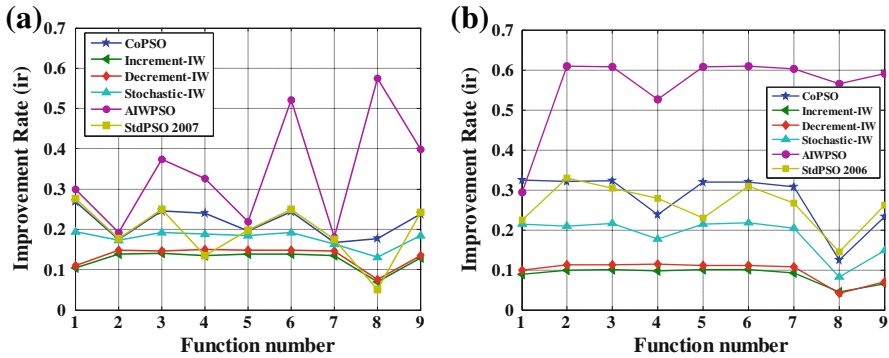 (a)
Improvement Rate (ir)
0.7
0.6
0.5
0.4
0.3
0.2
0.1
0
CoPSO
Increment-IW
Decrement-IW
Stochastic-IW
AIWPSO
StdPSO 2007
1 2 3 4 5 6 7 8 9
Function number
(b)
Improvement Rate (ir)
0.7
0.6
0.5
0.4
0.3
0.2
0.1
0
CoPSO
Increment-IW
Decrement-IW
Stochastic-IW
AIWPSO
StdPSO 2006
1 2 3 4 5 6 7 8 9
Function number